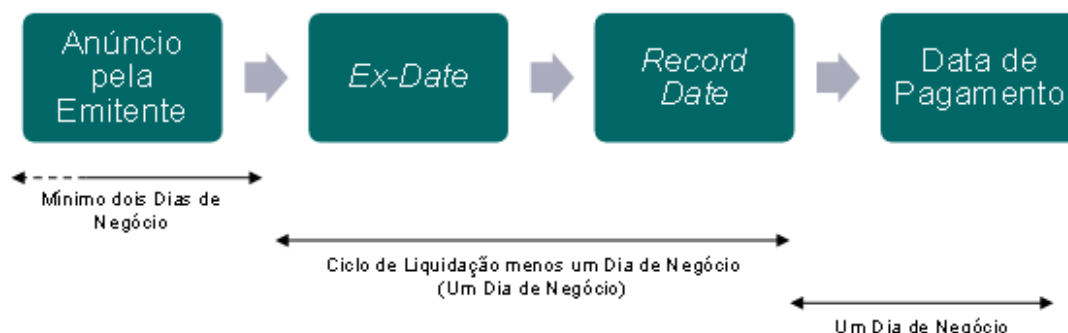 Anúncio
pela
Emitente
Ex-Date
Record
Date
Data de
Pagamento
Mínimo dois Dias de
Negócio
Ciclo de Liquidação menos um Dia de Negócio
(Um Dia de Negócio)
Um Dia de Negócio